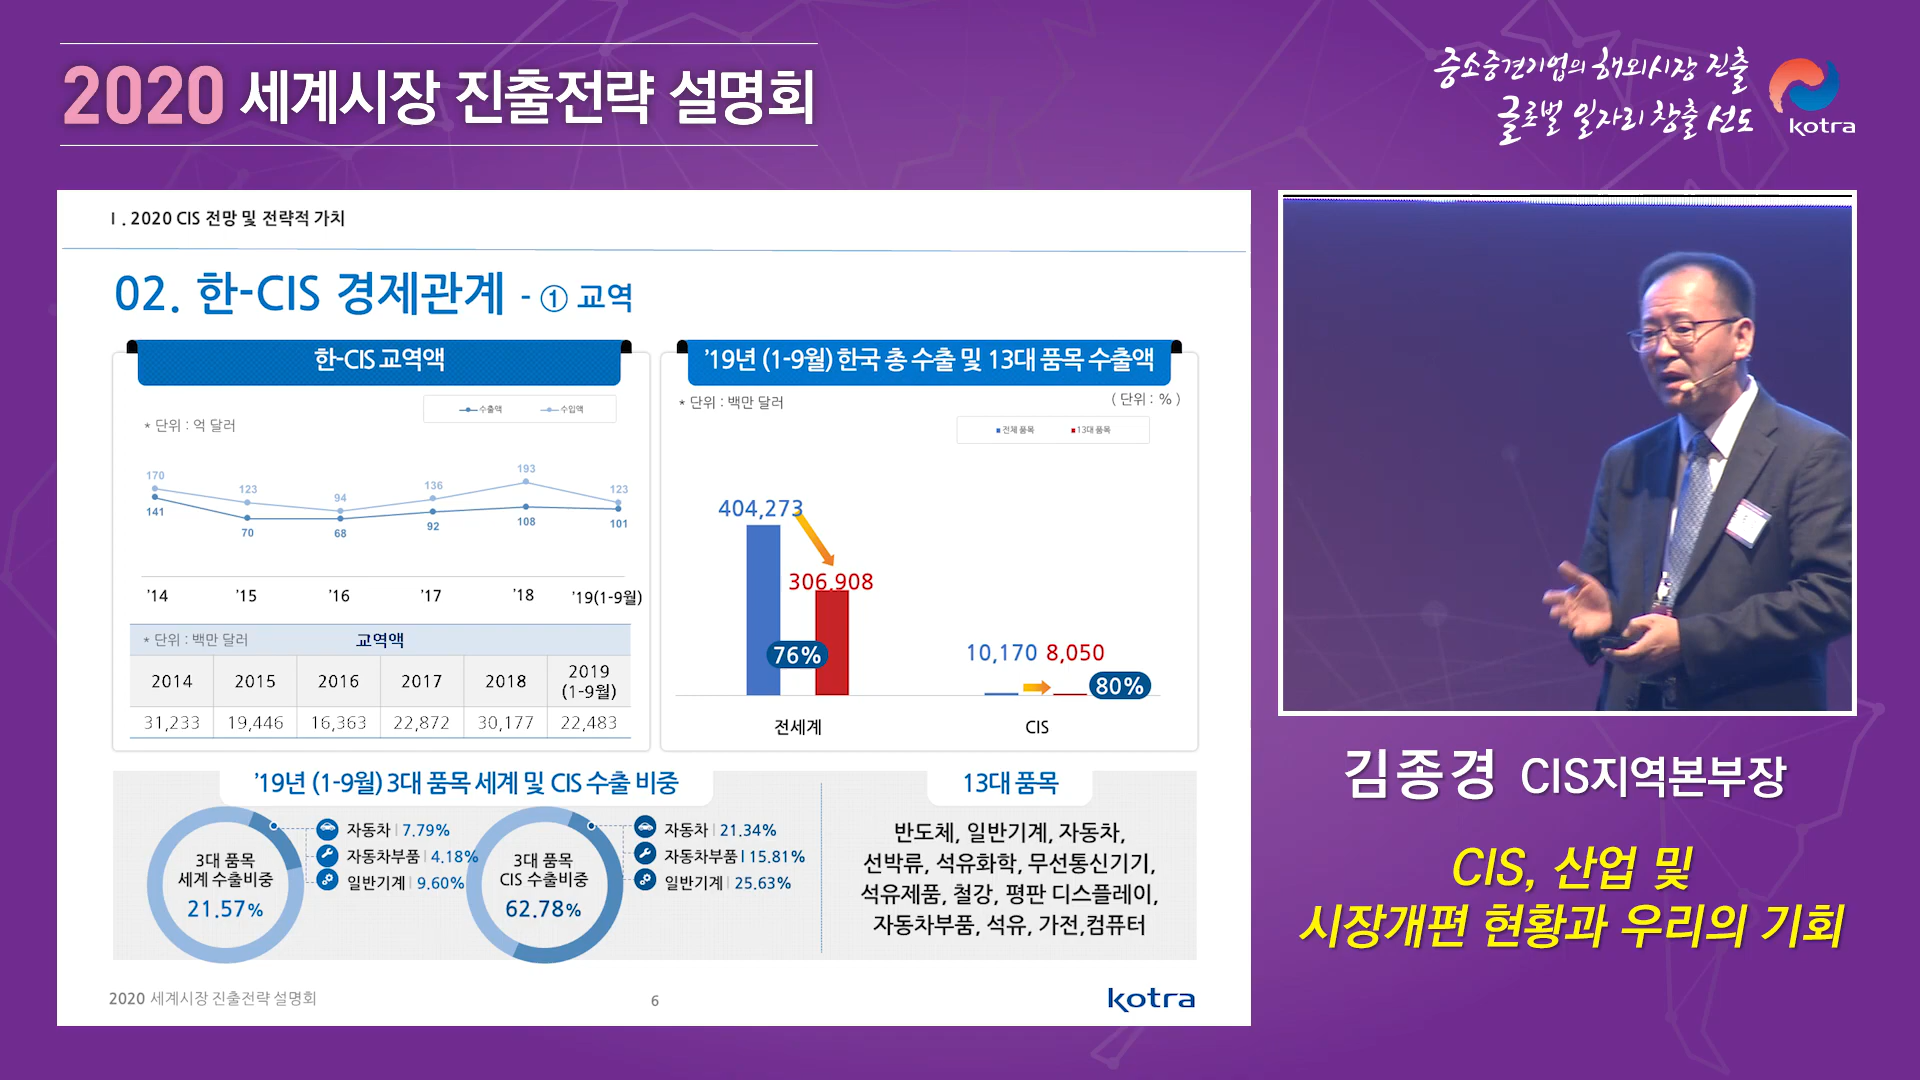 2020 세계시장 진출전략 설명회
중소중견기업의 해외시장 진출
글로벌 일자리 창출 선도
kotra
Ⅰ. 2020 CIS 전망 및 전략적 가치
02. 한-CIS 경제관계 - ① 교역
한-CIS 교역액
수출액 수입액
* 단위 : 억 달러
170 123 94 136 193 123
141 70 68 92 108 101
'14 '15 '16 '17 '18 '19(1-9월)
* 단위 : 백만 달러 교역액
2014 2015 2016 2017 2018 2019
(1-9월)
31,233 19,446 16,363 22,872 30,177 22,483
'19년 (1-9월) 한국 총 수출 및 13대 품목 수출액
* 단위 : 백만 달러 ( 단위 : % )
전체 품목 13대 품목
404,273
306,908
76%
10,170 8,050
80%
전세계 CIS
'19년 (1-9월) 3대 품목 세계 및 CIS 수출 비중
3대 품목
세계 수출비중
21.57%
자동차 | 7.79%
자동차부품 | 4.18%
일반기계 | 9.60%
3대 품목
CIS 수출비중
62.78%
자동차 | 21.34%
자동차부품 | 15.81%
일반기계 | 25.63%
13대 품목
반도체, 일반기계, 자동차,
선박류, 석유화학, 무선통신기기,
석유제품, 철강, 평판 디스플레이,
자동차부품, 석유, 가전,컴퓨터
2020 세계시장 진출전략 설명회
6
kotra
김종경 CIS지역본부장
CIS, 산업 및
시장개편 현황과 우리의 기회